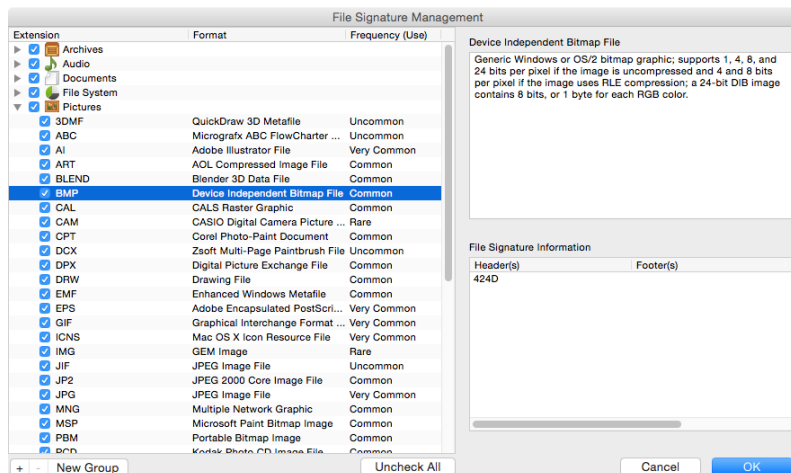 File Signature Management
Extension Format Frequency (Use)
Archives
Audio
Documents
File System
Pictures
3DMF QuickDraw 3D Metafile Uncommon
ABC Micrografx ABC FlowCharter ... Uncommon
AI Adobe Illustrator File Very Common
ART AOL Compressed Image File Common
BLEND Blender 3D Data File Common
BMP Device Independent Bitmap File Common
CAL CALS Raster Graphic Common
CAM CASIO Digital Camera Picture ... Rare
CPT Corel Photo-Paint Document Common
DCX Zsoft Multi-Page Paintbrush File Uncommon
DPX Digital Picture Exchange File Common
DRW Drawing File Common
EMF Enhanced Windows Metafile Common
EPS Adobe Encapsulated PostScri... Very Common
GIF Graphical Interchange Format ... Very Common
ICNS Mac OS X Icon Resource File Very Common
IMG GEM Image Rare
JIF JPEG Image File Uncommon
JP2 JPEG 2000 Core Image File Common
JPG JPEG Image File Very Common
MNG Multiple Network Graphic Common
MSP Microsoft Paint Bitmap Image Common
PBM Portable Bitmap Image Common
PCD Kodak Photo CD Image File Common
+ - New Group Uncheck All
Device Independent Bitmap File
Generic Windows or OS/2 bitmap graphic; supports 1, 4, 8, and
24 bits per pixel if the image is uncompressed and 4 and 8 bits
per pixel if the image uses RLE compression; a 24-bit DIB image
contains 8 bits, or 1 byte for each RGB color.
File Signature Information
Header(s) Footer(s)
424D
Cancel OK